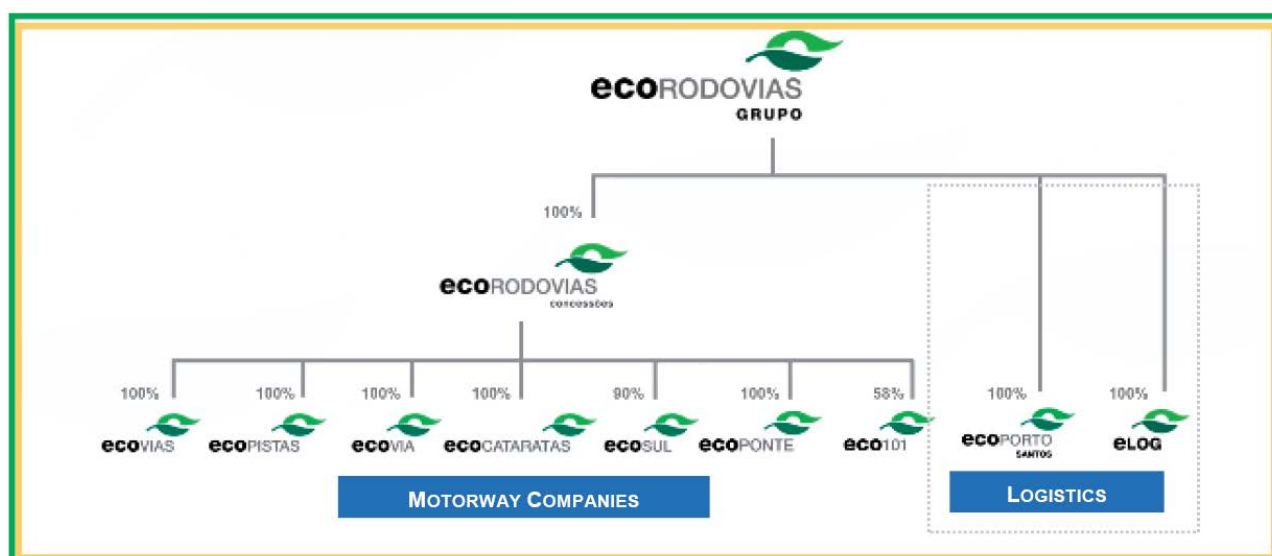 ecoRODOVIAS
GRUPO
100%
ecoRODOVIAS
concessões
100%
100%
100%
100%
90%
100%
58%
100%
100%
ecoVIAS
ecoPISTAS
ecoVIA
ecoCATARATAS
ecoSUL
ecoPONTE
eco101
ecoPORTO
SANTOS
eLOG
MOTORWAY COMPANIES
LOGISTICS